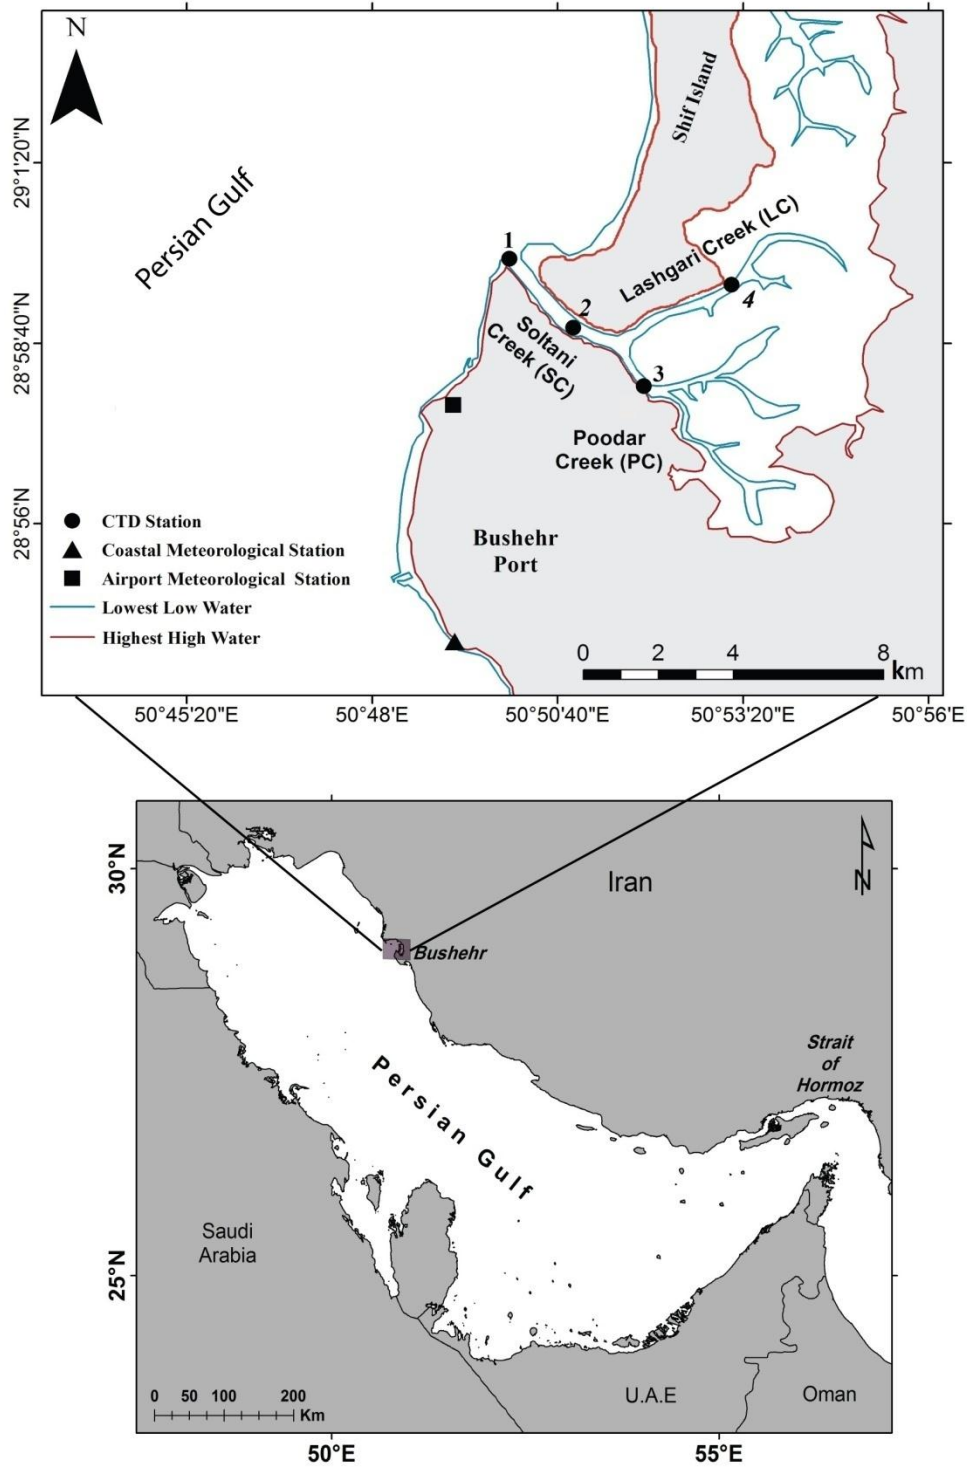 N
29°1'20"N
28°58'40"N
28°56'N
Persian Gulf
Shif Island
Lashgari Creek (LC)
1
2
4
3
Soltani
Creek (SC)
Poodar
Creek (PC)
Bushehr
Port
CTD Station
Coastal Meteorological Station
Airport Meteorological Station
Lowest Low Water
Highest High Water
0 2 4 8
km
50°45'20"E 50°48'E 50°50'40"E 50°53'20"E 50°56'E
30°N
25°N
Iran
N
Bushehr
Strait
of
Hormoz
Persian Gulf
Saudi
Arabia
U.A.E
Oman
0 50 100 200
Km
50°E 55°E